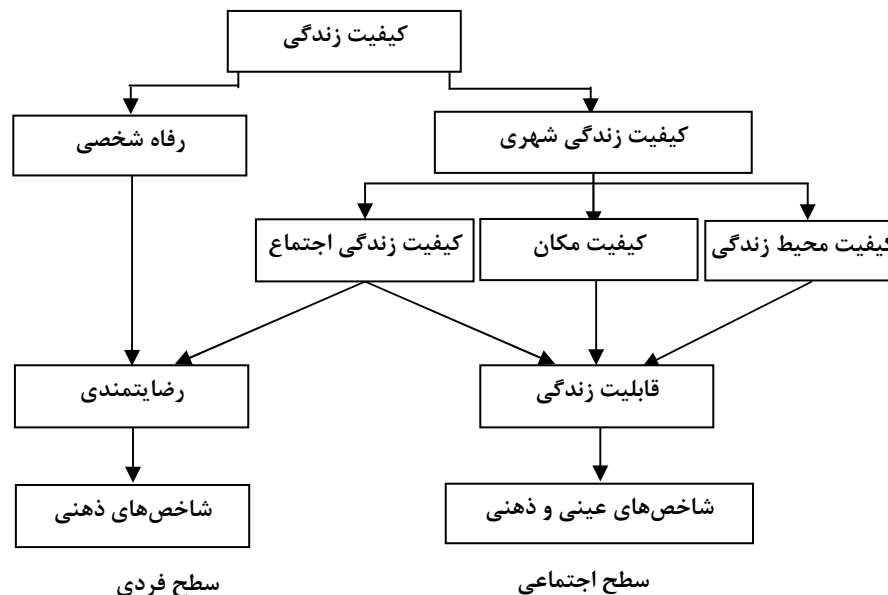 کیفیت زندگی
کیفیت زندگی شهری
رفاه شخصی
کیفیت محیط زندگی
کیفیت مکان
کیفیت زندگی اجتماع
قابلیت زندگی
رضایتمندی
شاخص‌های عینی و ذهنی
شاخص‌های ذهنی
سطح اجتماعی
سطح فردی